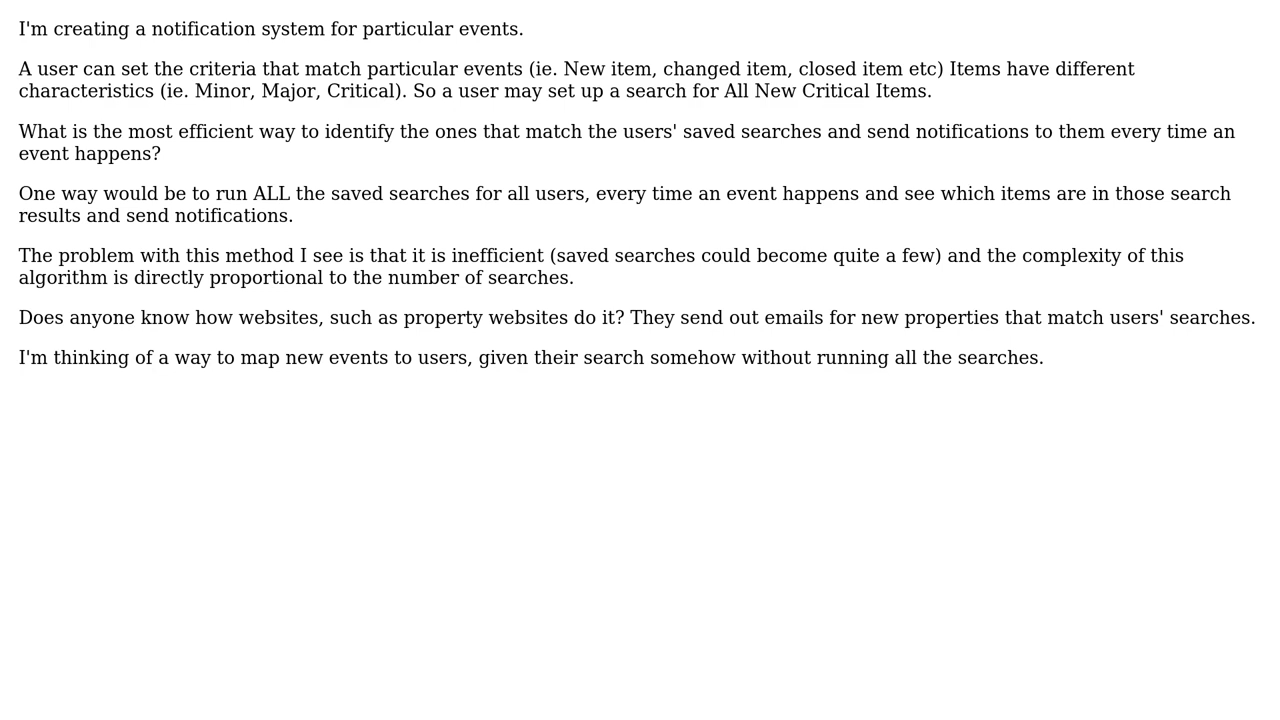 I'm creating a notification system for particular events.
A user can set the criteria that match particular events (ie. New item, changed item, closed item etc) Items have different
characteristics (ie. Minor, Major, Critical). So a user may set up a search for All New Critical Items.
What is the most efficient way to identify the ones that match the users' saved searches and send notifications to them every time an
event happens?
One way would be to run ALL the saved searches for all users, every time an event happens and see which items are in those search
results and send notifications.
The problem with this method I see is that it is inefficient (saved searches could become quite a few) and the complexity of this
algorithm is directly proportional to the number of searches.
Does anyone know how websites, such as property websites do it? They send out emails for new properties that match users' searches.
I'm thinking of a way to map new events to users, given their search somehow without running all the searches.